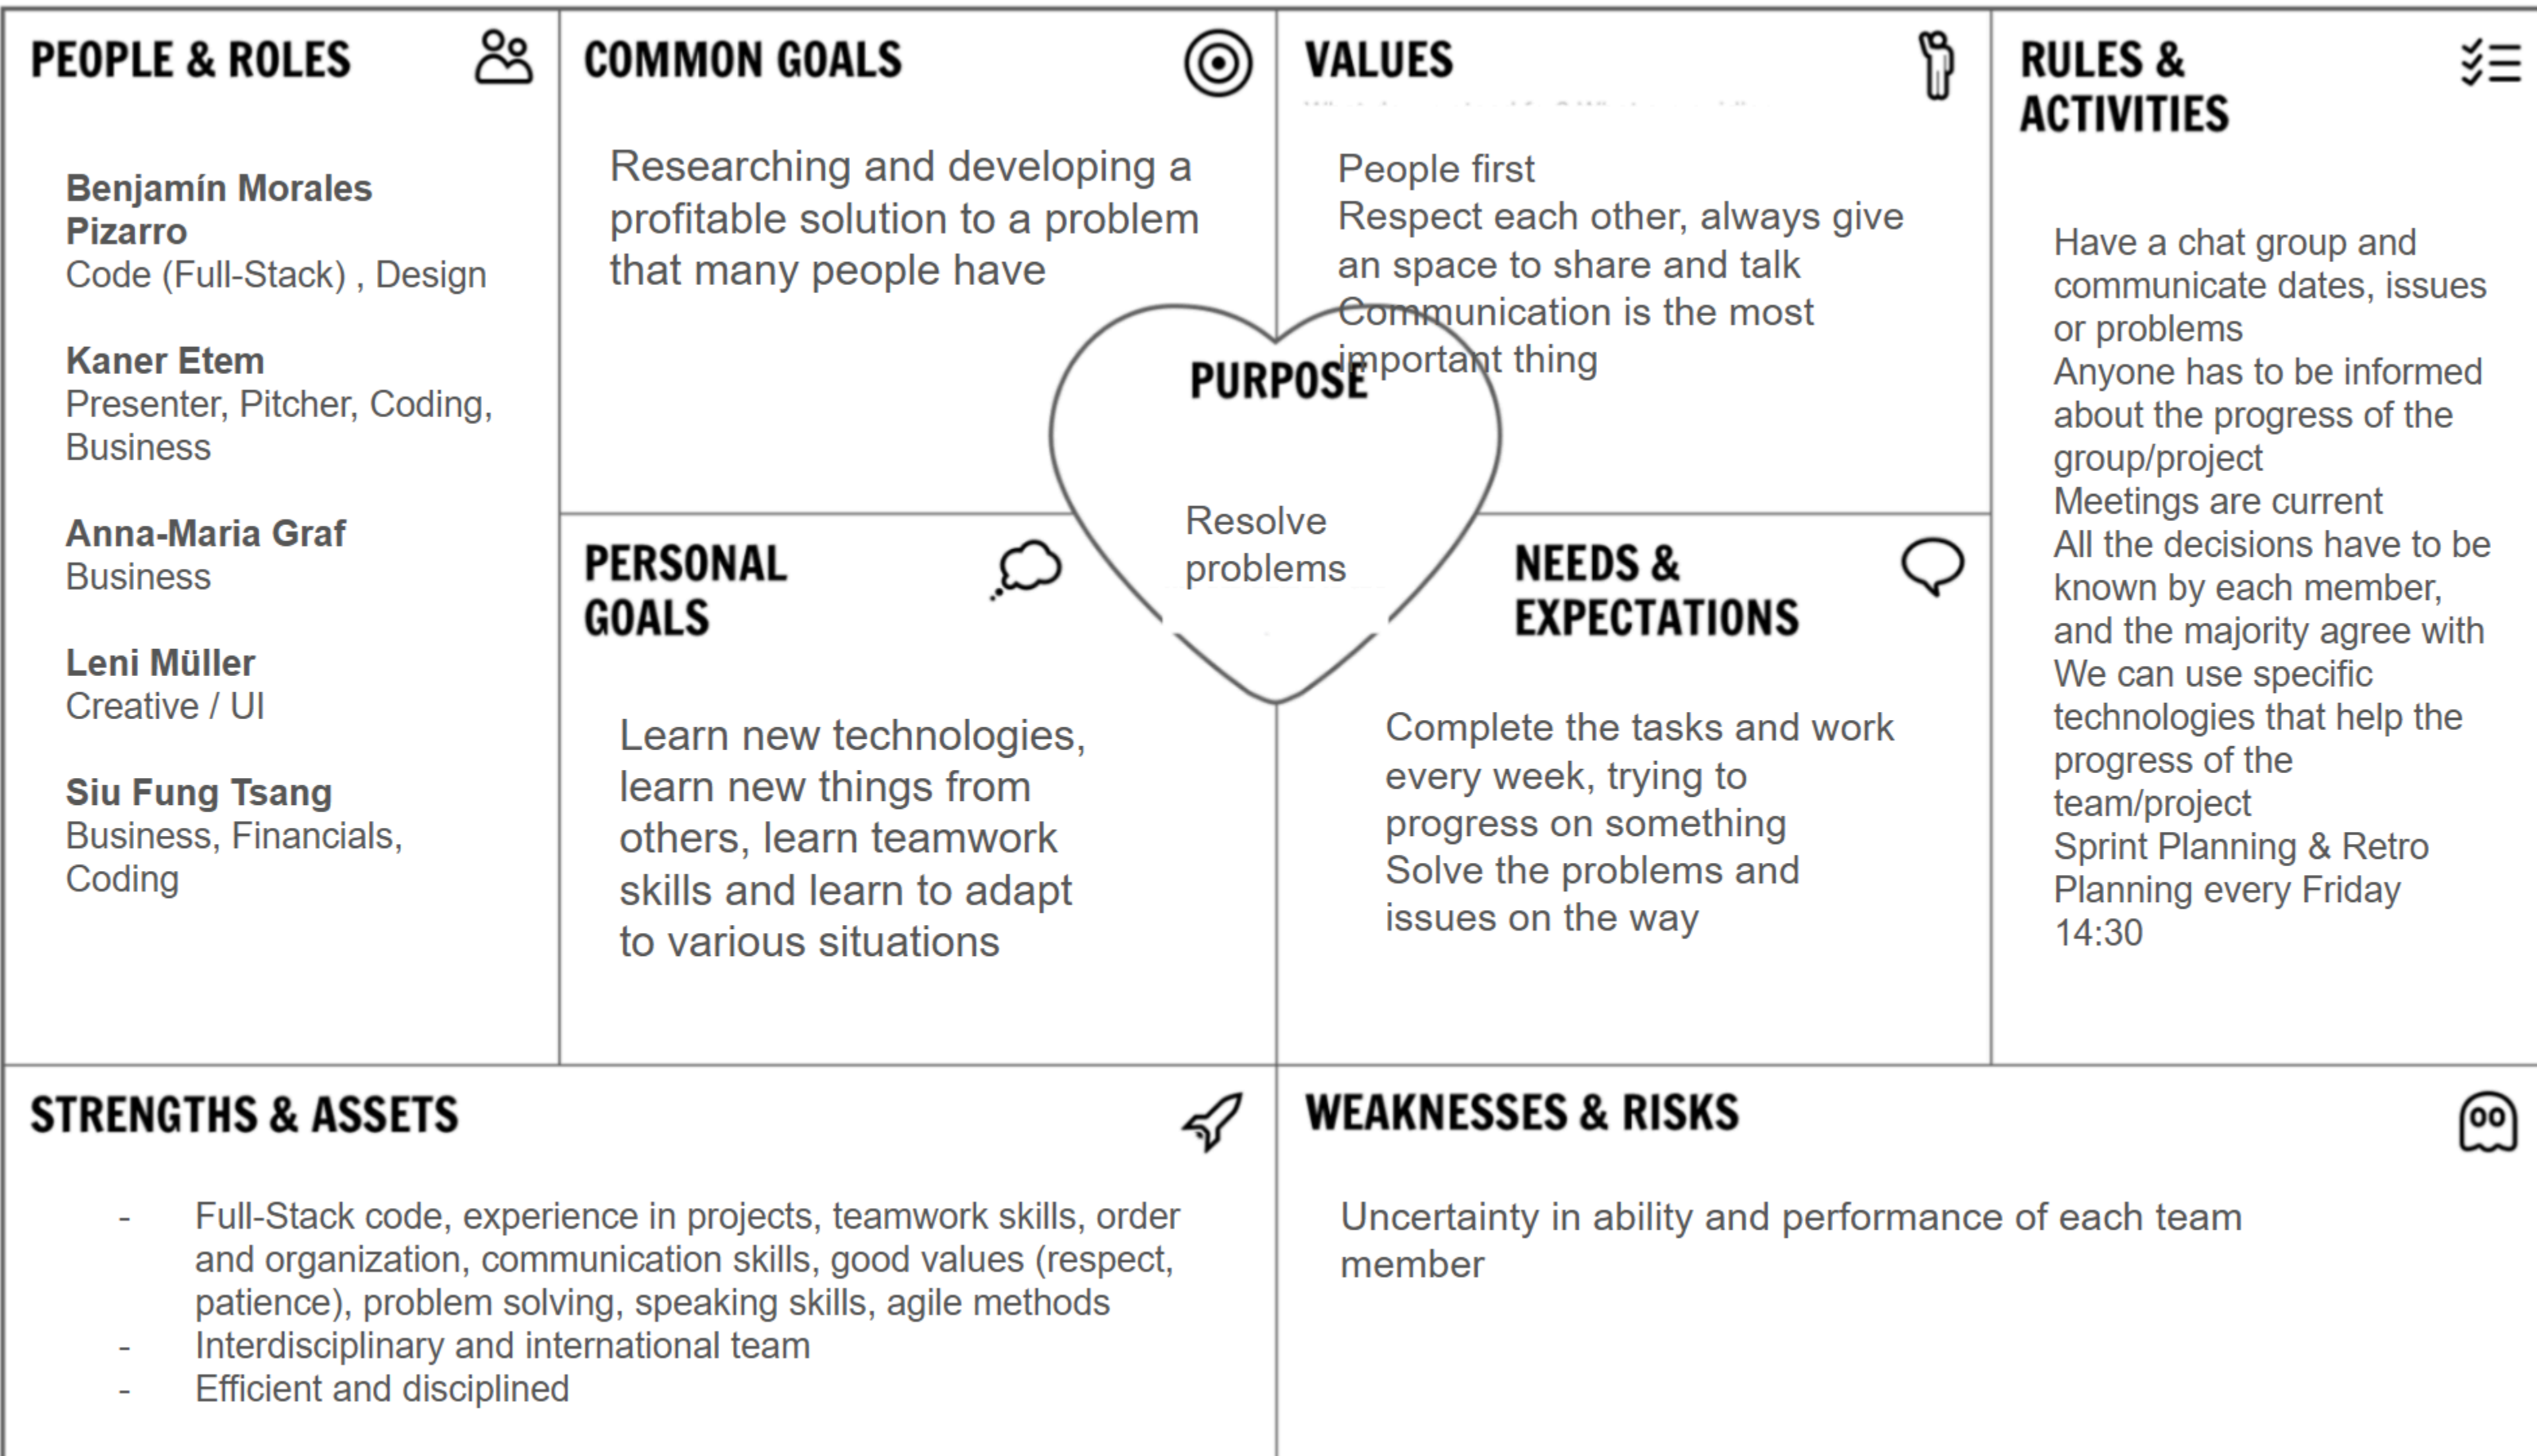 PEOPLE & ROLES
Benjamín Morales
Pizarro
Code (Full-Stack) , Design
Kaner Etem
Presenter, Pitcher, Coding,
Business
Anna-Maria Graf
Business
Leni Müller
Creative / UI
Siu Fung Tsang
Business, Financials,
Coding
COMMON GOALS
Researching and developing a
profitable solution to a problem
that many people have
PERSONAL
GOALS
Learn new technologies,
learn new things from
others, learn teamwork
skills and learn to adapt
to various situations
PURPOSE
Resolve
problems
VALUES
People first
Respect each other, always give
an space to share and talk
Communication is the most
important thing
NEEDS &
EXPECTATIONS
Complete the tasks and work
every week, trying to
progress on something
Solve the problems and
issues on the way
RULES &
ACTIVITIES
Have a chat group and
communicate dates, issues
or problems
Anyone has to be informed
about the progress of the
group/project
Meetings are current
All the decisions have to be
known by each member,
and the majority agree with
We can use specific
technologies that help the
progress of the
team/project
Sprint Planning & Retro
Planning every Friday
14:30
STRENGTHS & ASSETS
- Full-Stack code, experience in projects, teamwork skills, order
and organization, communication skills, good values (respect,
patience), problem solving, speaking skills, agile methods
- Interdisciplinary and international team
- Efficient and disciplined
WEAKNESSES & RISKS
Uncertainty in ability and performance of each team
member